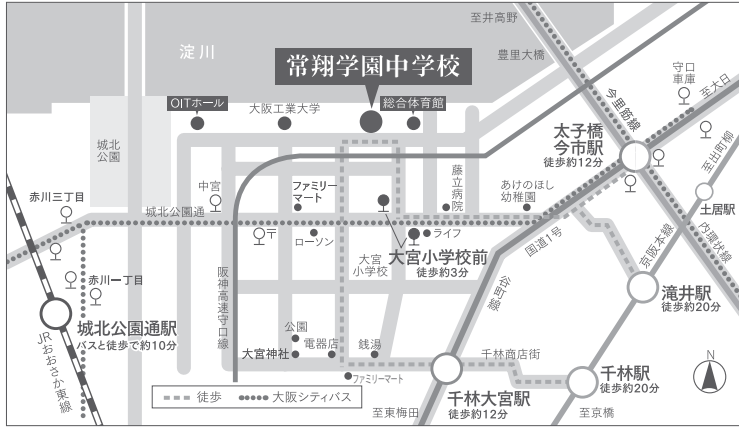 至井高野
淀川
豊里大橋
常翔学園中学校
守口
車庫
至大日
今里筋線
OITホール
大阪工業大学
総合体育館
太子橋
今市駅
徒歩約12分
至出町柳
城北
公園
中宮
ファミリー
マート
藤立病院
あけのほし
幼稚園
土居駅
赤川三丁目
城北公園通
〒
ローソン
ライフ
大宮
小学校
大宮小学校前
徒歩約3分
国道1号
京阪本線
内環状線
赤川一丁目
阪神高速守口線
谷町線
滝井駅
徒歩約20分
城北公園通駅
バスと徒歩で約10分
JRおおさか東線
公園
大宮神社
電器店
銭湯
千林商店街
ファミリーマート
千林大宮駅
徒歩約12分
千林駅
徒歩約20分
N
徒歩
大阪シティバス
至東梅田
至京橋